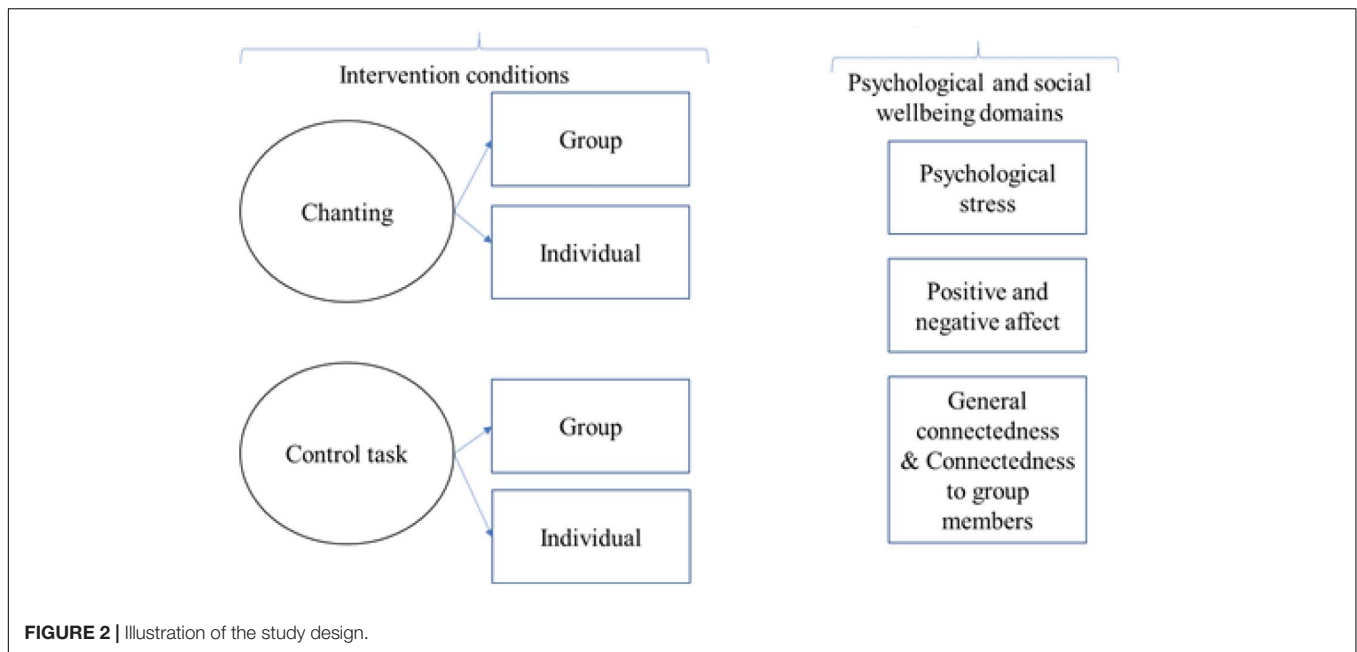 Intervention conditions
Psychological and social
wellbeing domains
Chanting
Group
Individual
Control task
Group
Individual
Psychological
stress
Positive and
negative affect
General
connectedness
& Connectedness
to group
members
FIGURE 2 | Illustration of the study design.